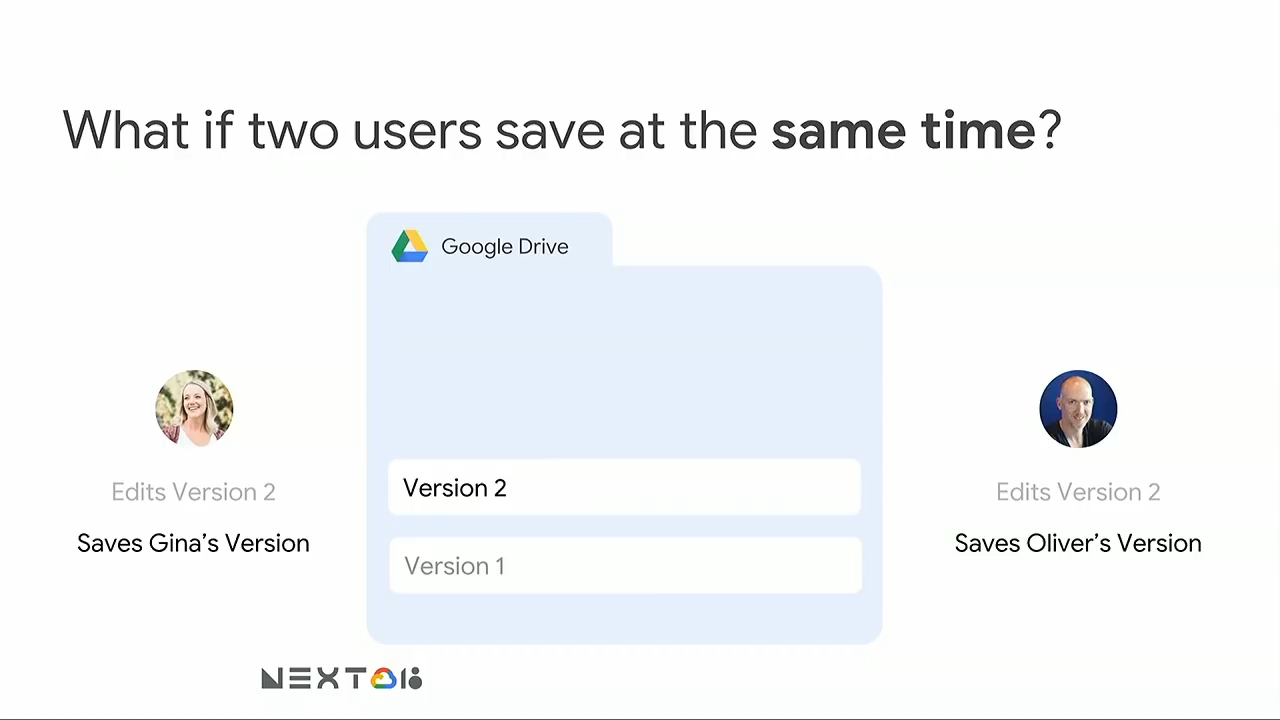 What if two users save at the same time?
Google Drive
Edits Version 2
Saves Gina’s Version
Version 2
Version 1
Edits Version 2
Saves Oliver’s Version
NEXT 18